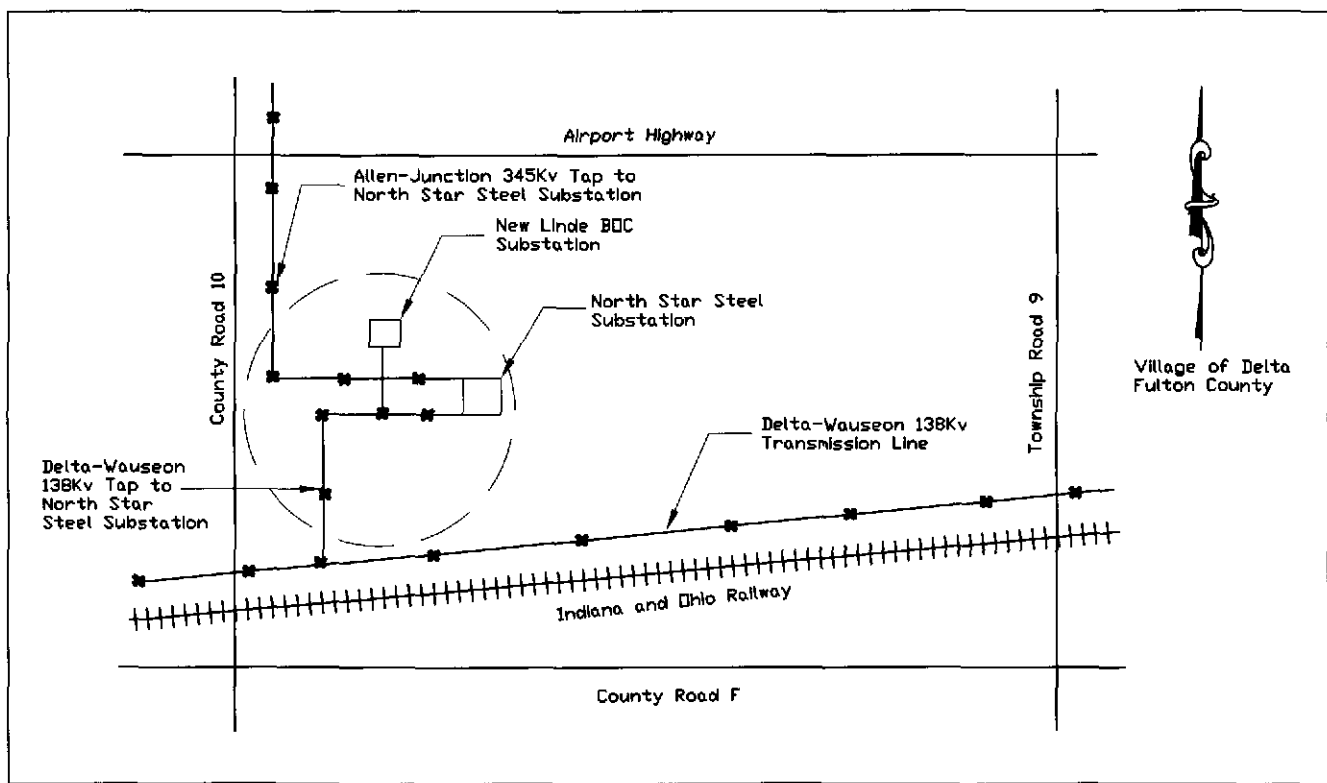 Airport Highway
Allen-Junction 345Kv Tap to
North Star Steel Substation
New Linde BOC
Substation
County Road 10
North Star Steel
Substation
Township Road 9
Village of Delta
Fulton County
Delta-Wauseon 138Kv
Transmission Line
Delta-Wauseon
138Kv Tap to
North Star
Steel Substation
Indiana and Ohio Railway
County Road F